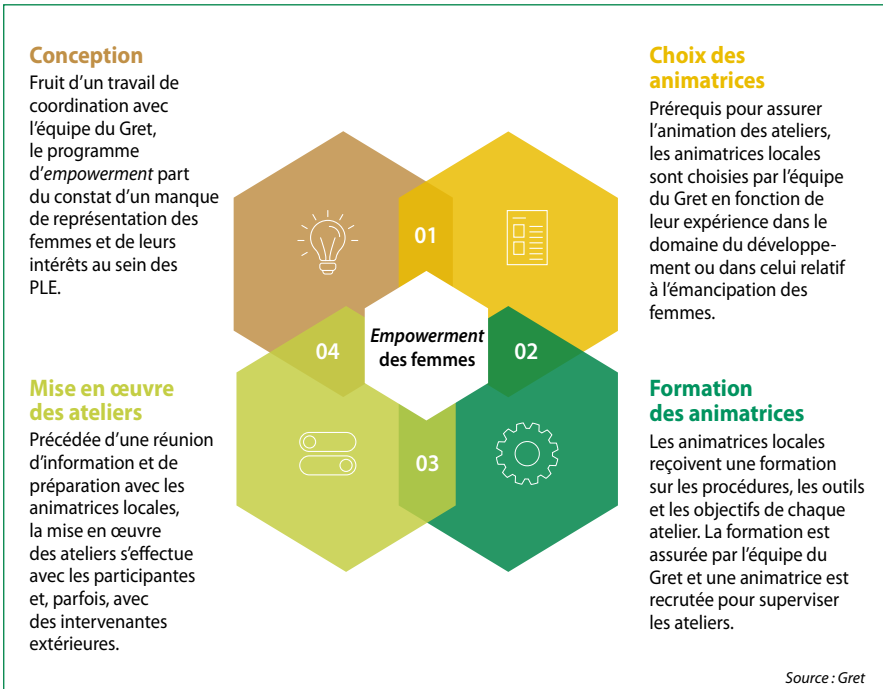 Conception
Fruit d'un travail de
coordination avec
l'équipe du Gret,
le programme
d'empowerment part
du constat d'un manque
de représentation des
femmes et de leurs
intérêts au sein des
PLE.
Choix des
animatrices
Prérequis pour assurer
l'animation des ateliers,
les animatrices locales
sont choisies par l'équipe
du Gret en fonction de
leur expérience dans le
domaine du développe-
ment ou dans celui relatif
à l'émancipation des
femmes.
01
Empowerment
des femmes
04
02
03
Mise en œuvre
des ateliers
Précédée d'une réunion
d'information et de
préparation avec les
animatrices locales,
la mise en œuvre
des ateliers s'effectue
avec les participantes
et, parfois, avec
des intervenantes
extérieures.
Formation
des animatrices
Les animatrices locales
reçoivent une formation
sur les procédures, les outils
et les objectifs de chaque
atelier. La formation est
assurée par l'équipe du
Gret et une animatrice est
recrutée pour superviser
les ateliers.
Source : Gret